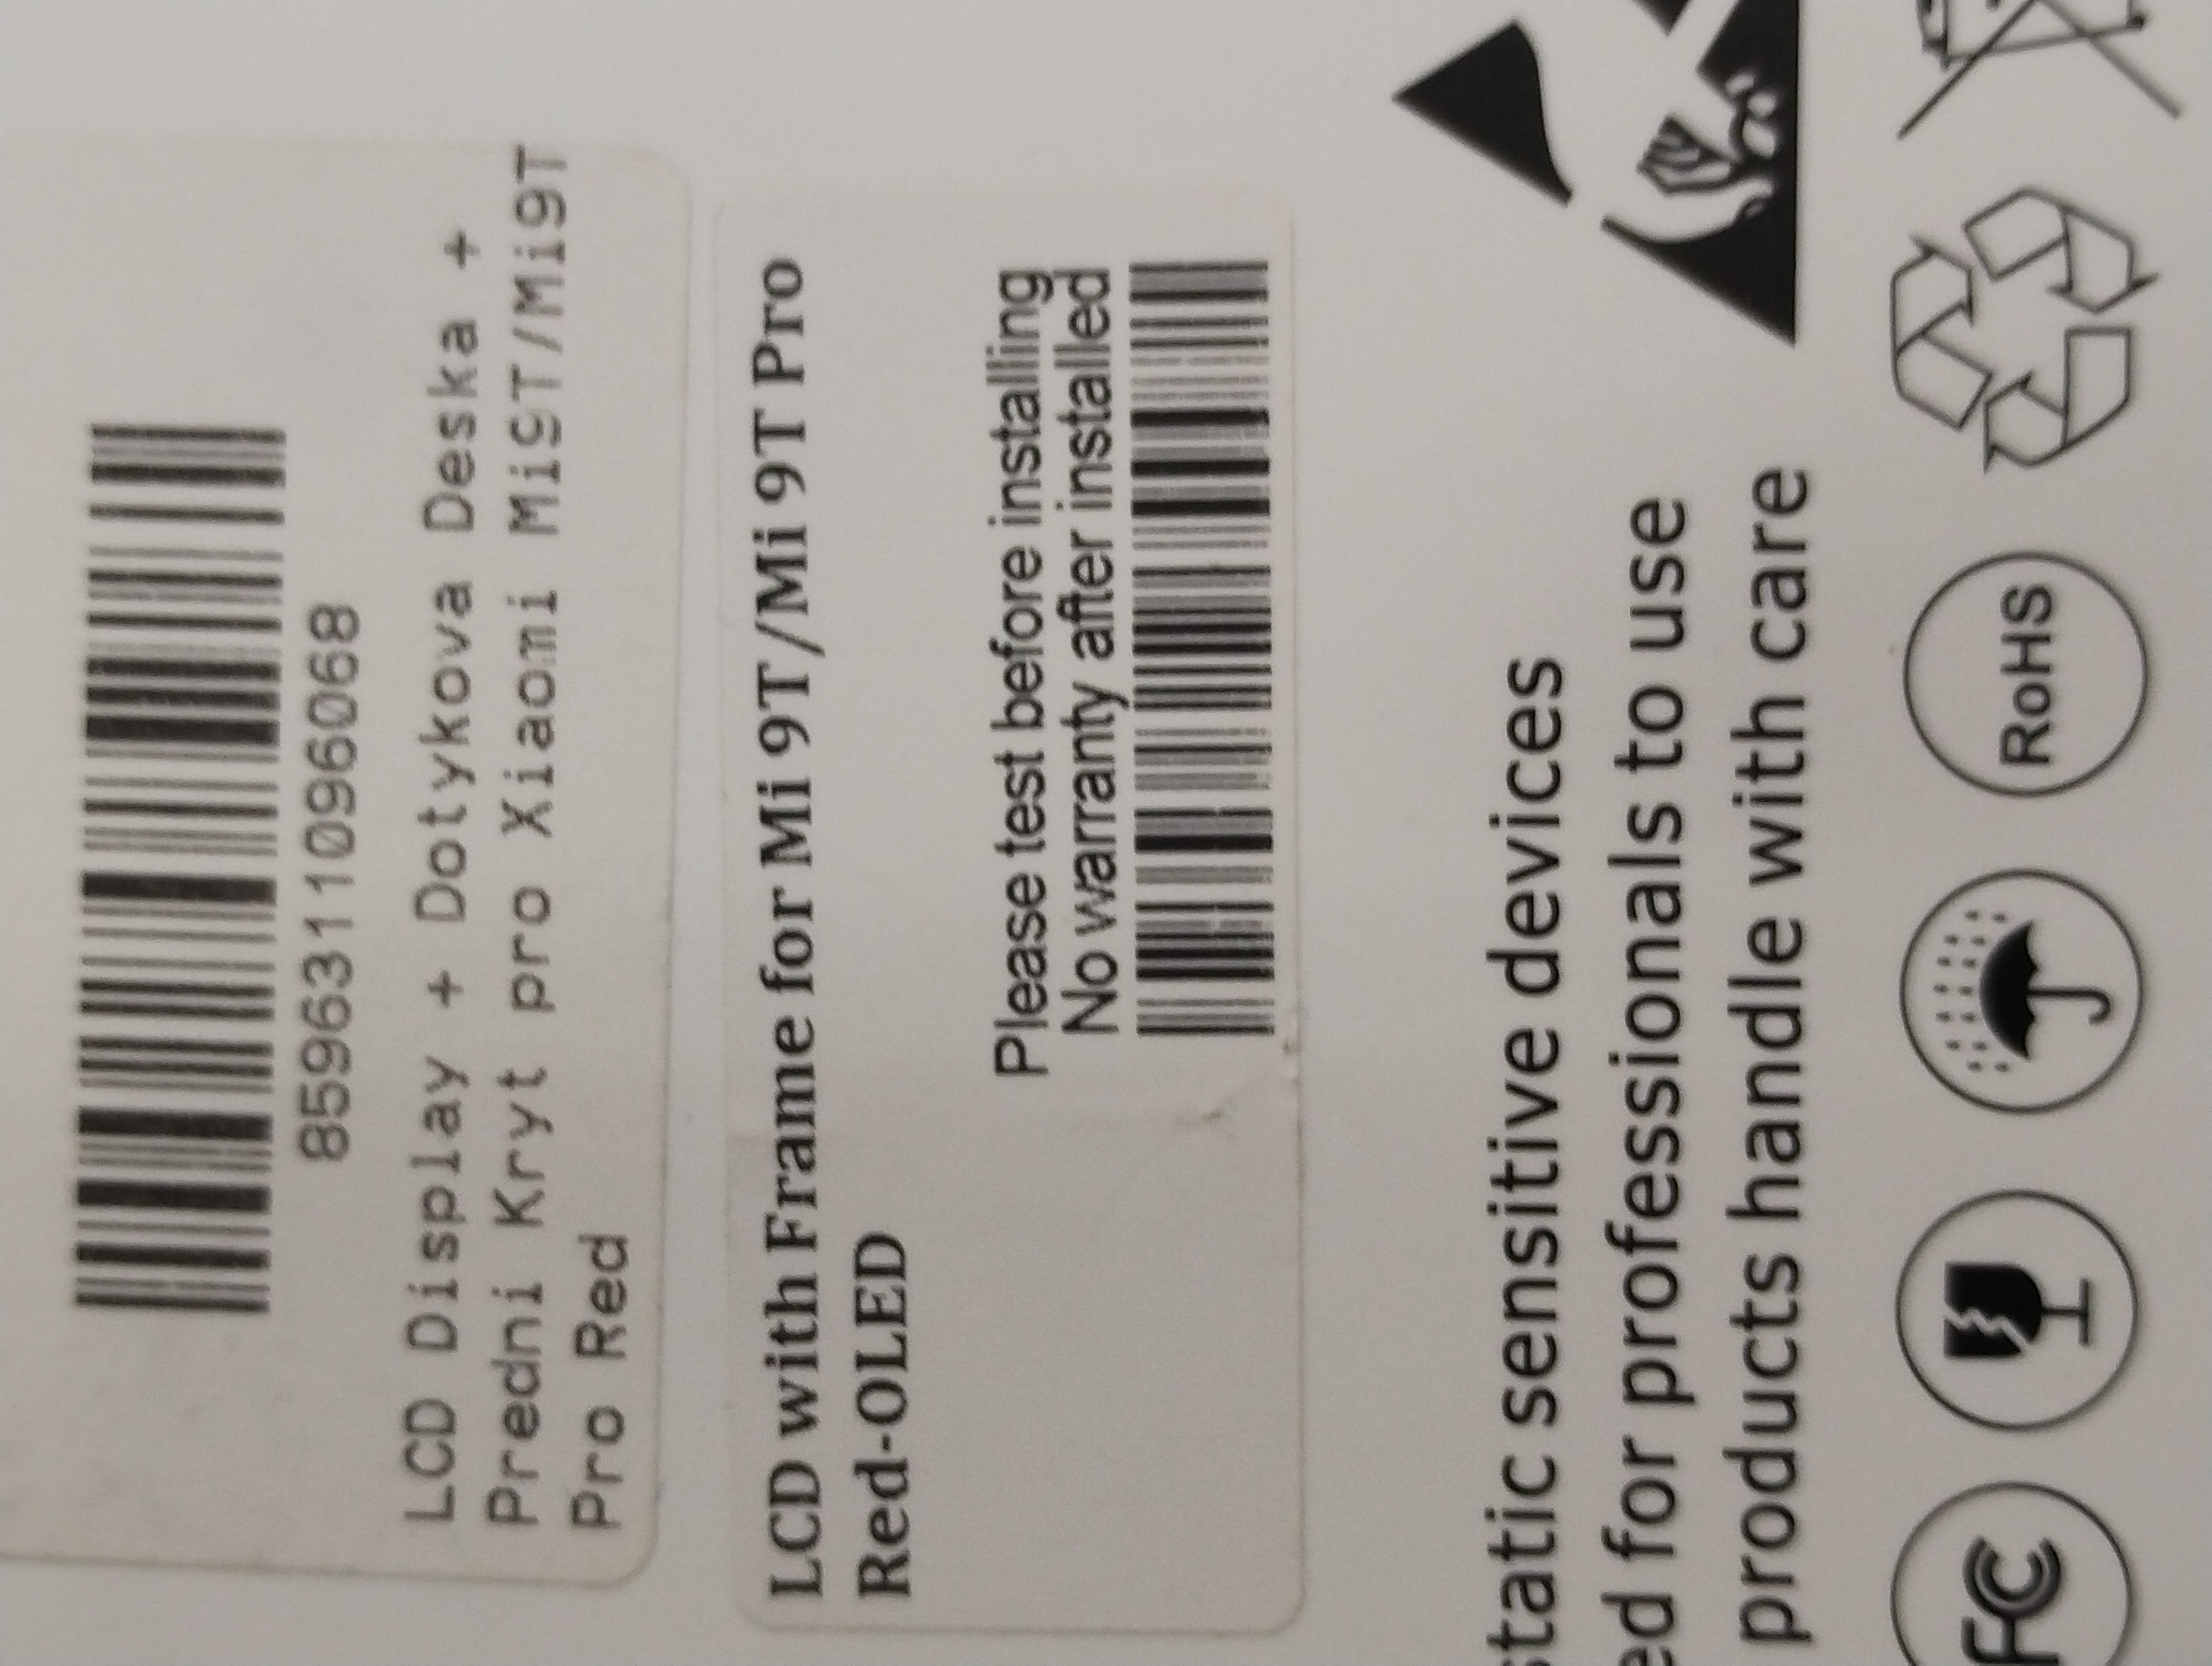 8596311096068
LCD Display + Dotykova Deska +
Predni Kryt pro Xiaomi Mi9T/Mi9T
Pro Red
LCD with Frame for Mi 9T/Mi 9T Pro
Red-OLED
Please test before installing
No warranty after installed
static sensitive devices
for professionals to use
products handle with care
FC
RoHS